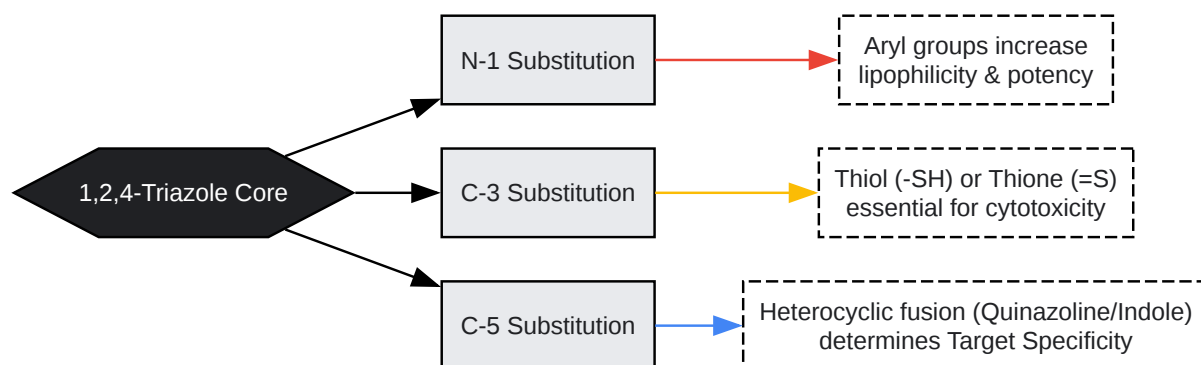 1,2,4-Triazole Core
N-1 Substitution
Aryl groups increase
lipophilicity & potency
C-3 Substitution
Thiol (-SH) or Thione (=S)
essential for cytotoxicity
C-5 Substitution
Heterocyclic fusion (Quinazoline/Indole)
determines Target Specificity